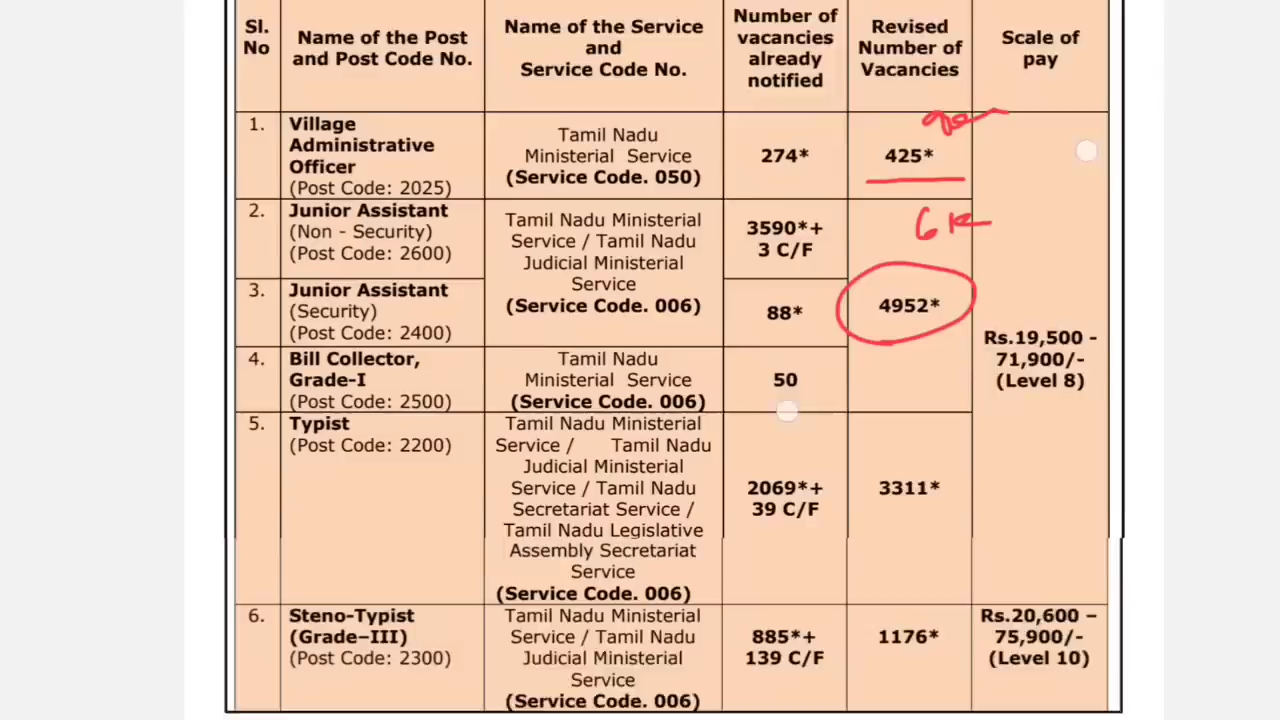 Sl. No
Name of the Post
and Post Code No.
Name of the Service
and
Service Code No.
Number of
vacancies
already
notified
Revised
Number of
Vacancies
Scale of
pay
1.
Village
Administrative
Officer
(Post Code: 2025)
Tamil Nadu
Ministerial Service
(Service Code. 050)
274*
425*
2.
Junior Assistant
(Non - Security)
(Post Code: 2600)
Tamil Nadu Ministerial
Service / Tamil Nadu
Judicial Ministerial
Service
(Service Code. 006)
3590*+
3 C/F
3.
Junior Assistant
(Security)
(Post Code: 2400)
88*
4952*
4.
Bill Collector,
Grade-I
(Post Code: 2500)
Tamil Nadu
Ministerial Service
(Service Code. 006)
50
Rs.19,500 -
71,900/-
(Level 8)
5.
Typist
(Post Code: 2200)
Tamil Nadu Ministerial
Service / Tamil Nadu
Judicial Ministerial
Service / Tamil Nadu
Secretariat Service /
Tamil Nadu Legislative
Assembly Secretariat
Service
(Service Code. 006)
2069*+
39 C/F
3311*
6.
Steno-Typist
(Grade–III)
(Post Code: 2300)
Tamil Nadu Ministerial
Service / Tamil Nadu
Judicial Ministerial
Service
(Service Code. 006)
885*+
139 C/F
1176*
Rs.20,600 –
75,900/-
(Level 10)
6 k